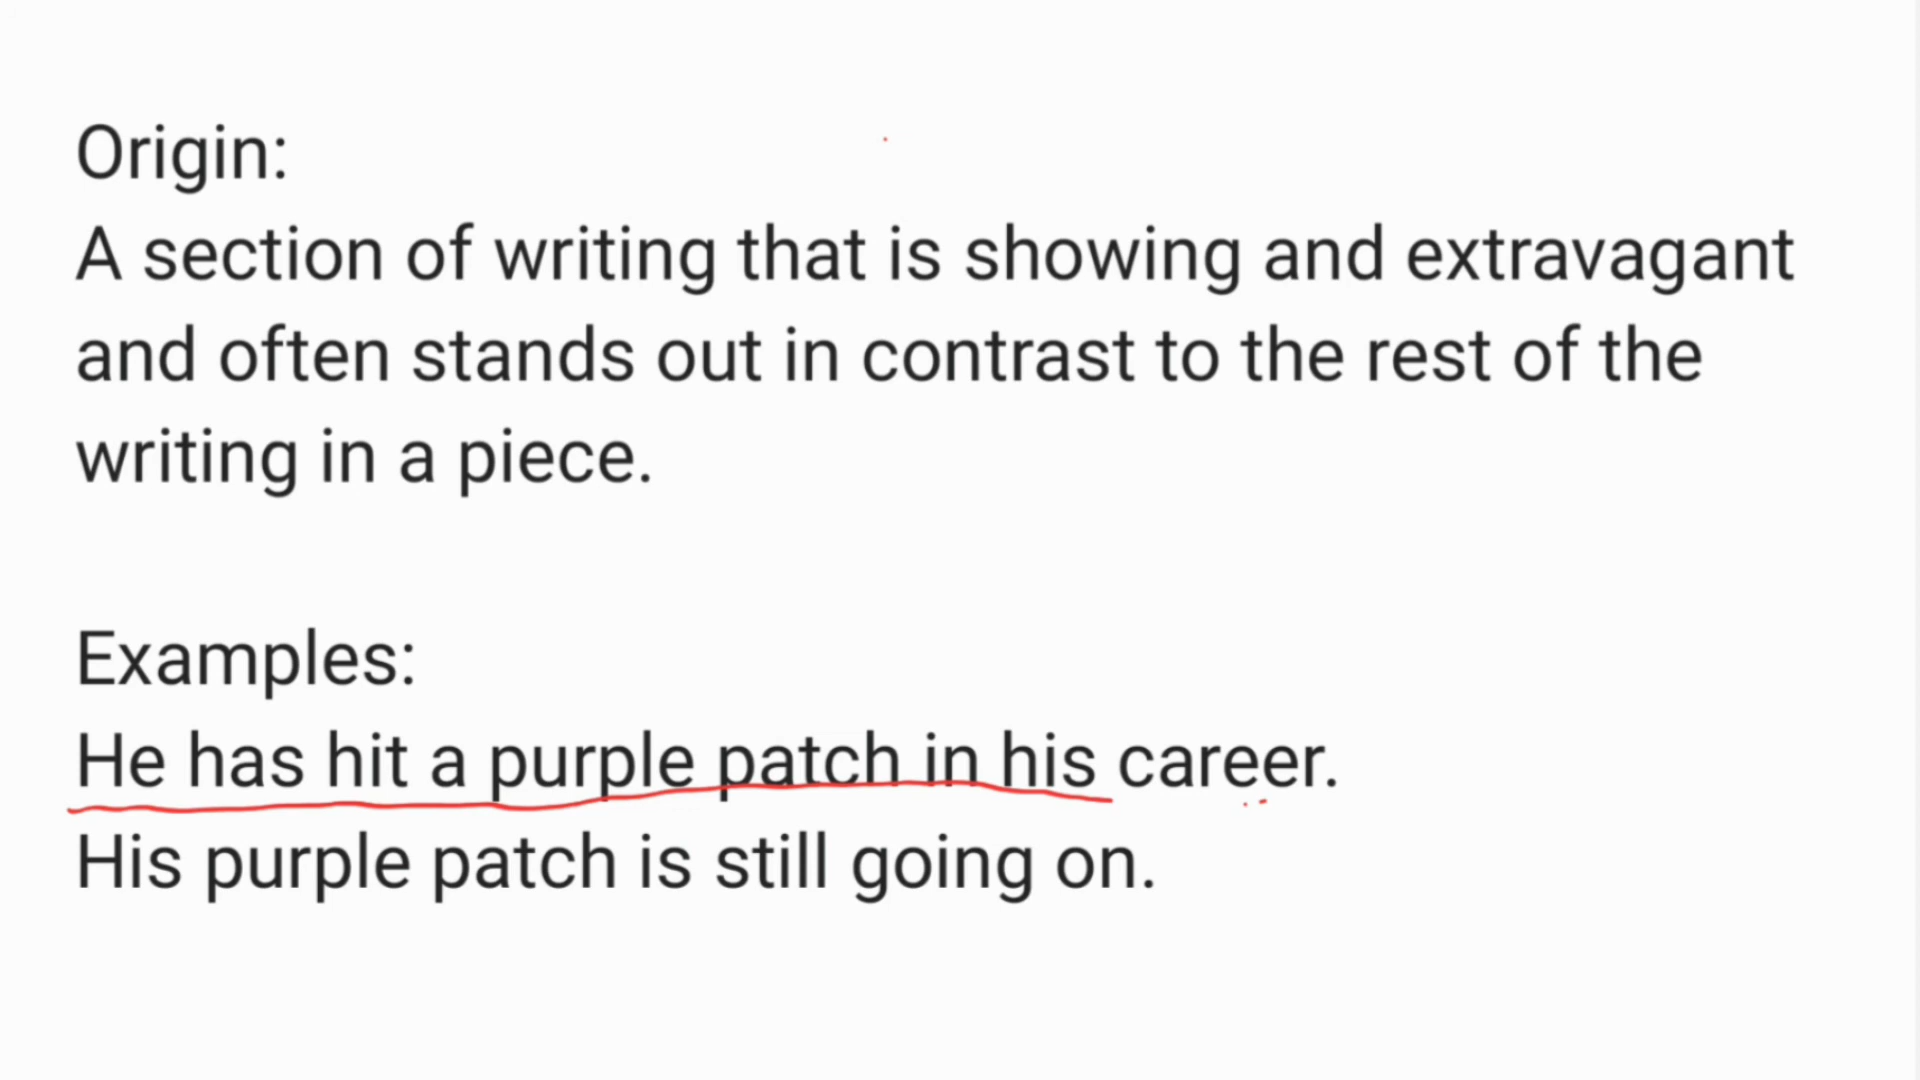 Origin:
A section of writing that is showing and extravagant
and often stands out in contrast to the rest of the
writing in a piece.
Examples:
He has hit a purple patch in his career.
His purple patch is still going on.